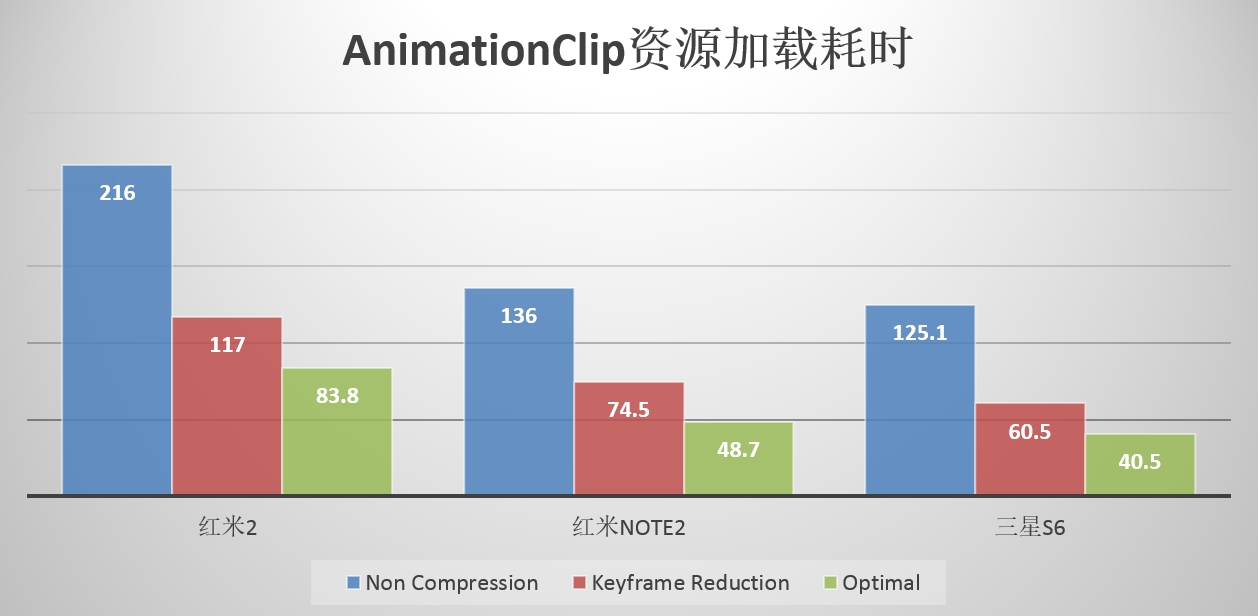 AnimationClip资源加载耗时
216
117
83.8
136
74.5
48.7
125.1
60.5
40.5
红米2
红米NOTE2
三星S6
Non Compression
Keyframe Reduction
Optimal